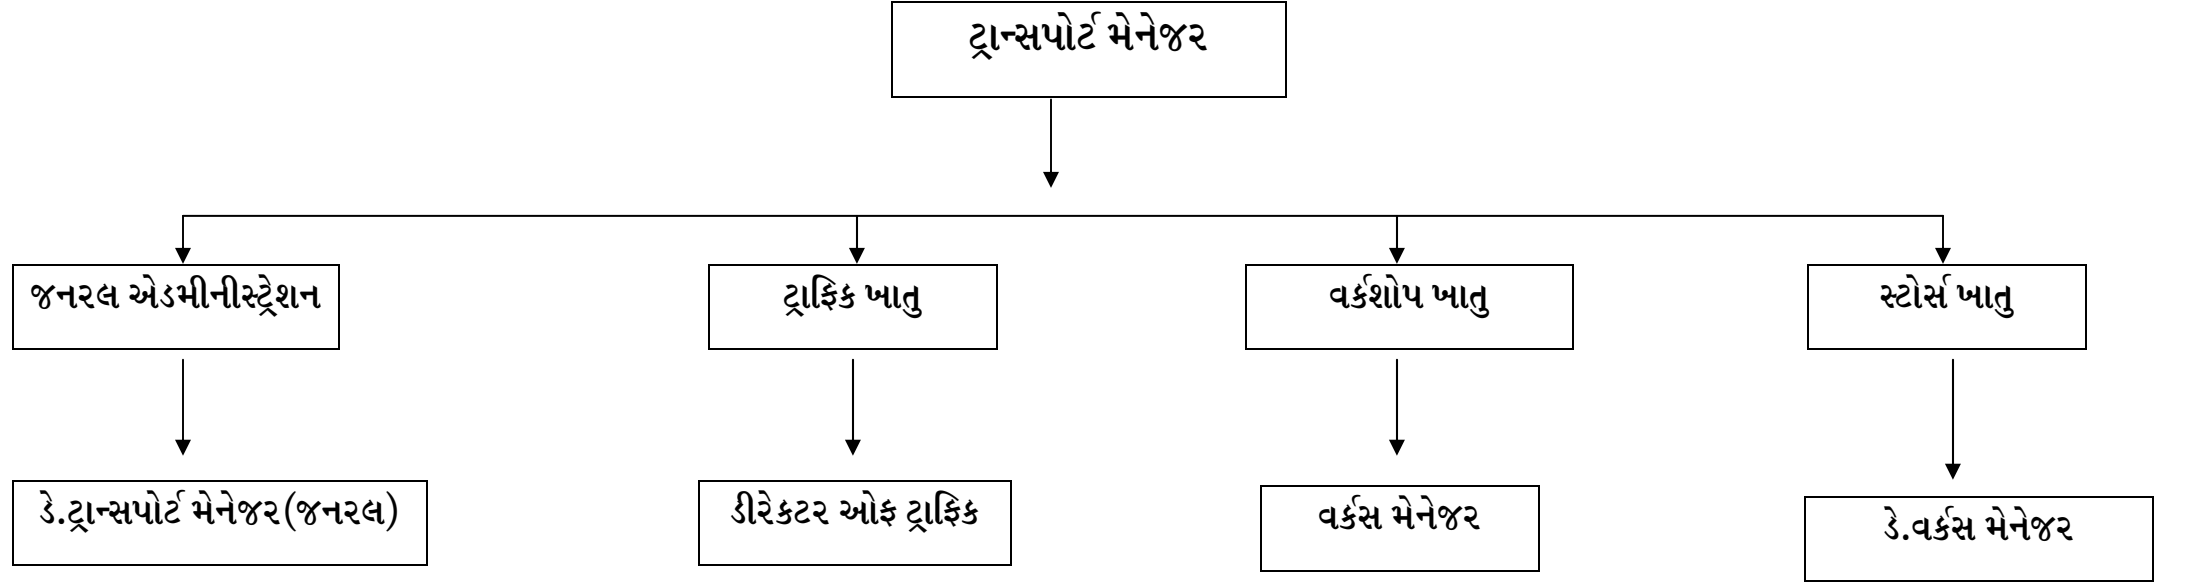 ટ્રાન્સપોર્ટ મેનેજર
જનરલ એડમીનીસ્ટ્રેશન
ટ્રાફિક ખાતુ
વર્કશોપ ખાતુ
સ્ટોર્સ ખાતુ
ડે.ટ્રાન્સપોર્ટ મેનેજર(જનરલ)
ડીરેકટર ઓફ ટ્રાફિક
વર્કસ મેનેજર
ડે.વર્કસ મેનેજર